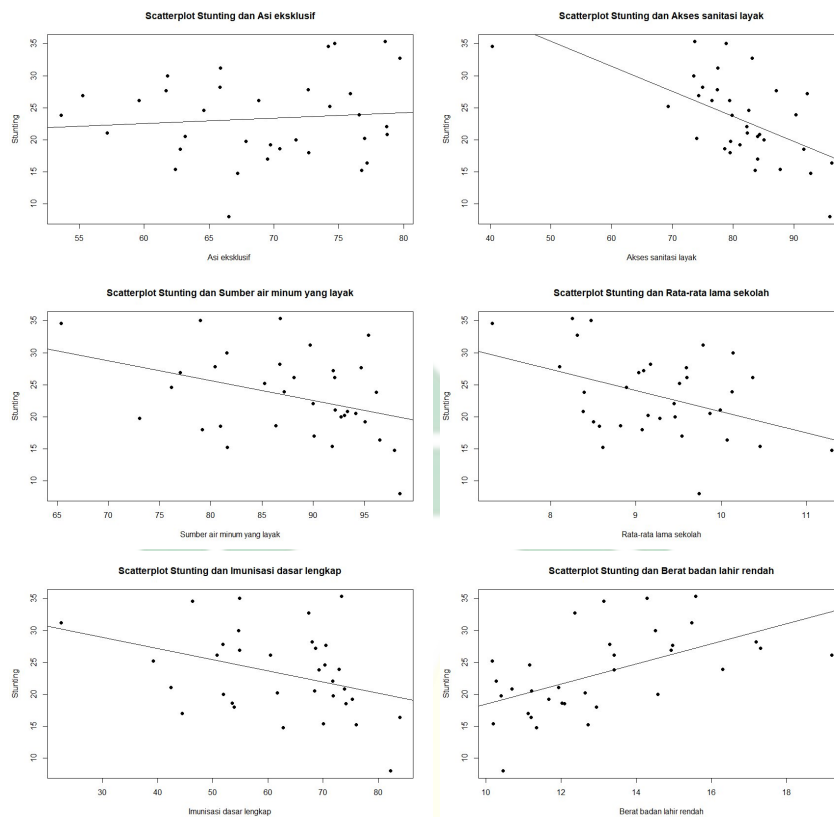 Scatterplot Stunting dan Asi eksklusif
Stunting
10 15 20 25 30 35
55 60 65 70 75 80
Asi eksklusif
Scatterplot Stunting dan Akses sanitasi layak
Stunting
10 15 20 25 30 35
40 50 60 70 80 90
Akses sanitasi layak
Scatterplot Stunting dan Sumber air minum yang layak
Stunting
10 15 20 25 30 35
65 70 75 80 85 90 95
Sumber air minum yang layak
Scatterplot Stunting dan Rata-rata lama sekolah
Stunting
10 15 20 25 30 35
8 9 10 11
Rata-rata lama sekolah
Scatterplot Stunting dan Imunisasi dasar lengkap
Stunting
10 15 20 25 30 35
30 40 50 60 70 80
Imunisasi dasar lengkap
Scatterplot Stunting dan Berat badan lahir rendah
Stunting
10 15 20 25 30 35
10 12 14 16 18
Berat badan lahir rendah